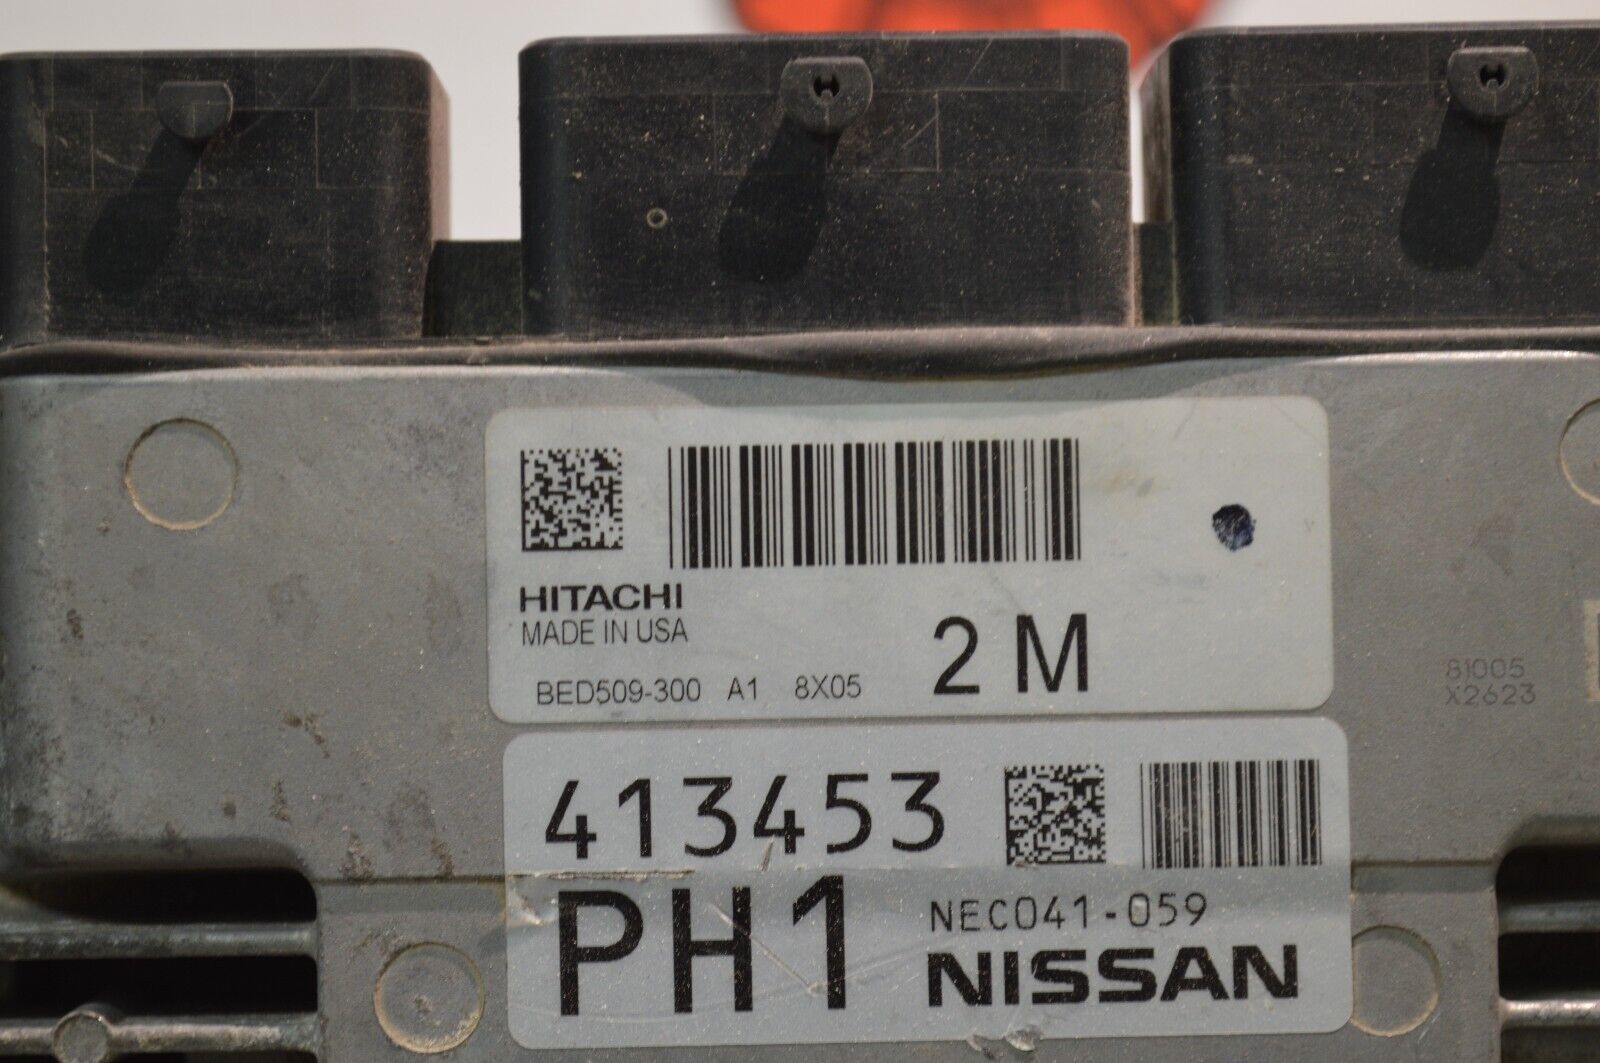 HITACHI
MADE IN USA
BED509-300 A1 8X05 2 M
81005
X2623
413453
PH1 NEC041-059
NISSAN